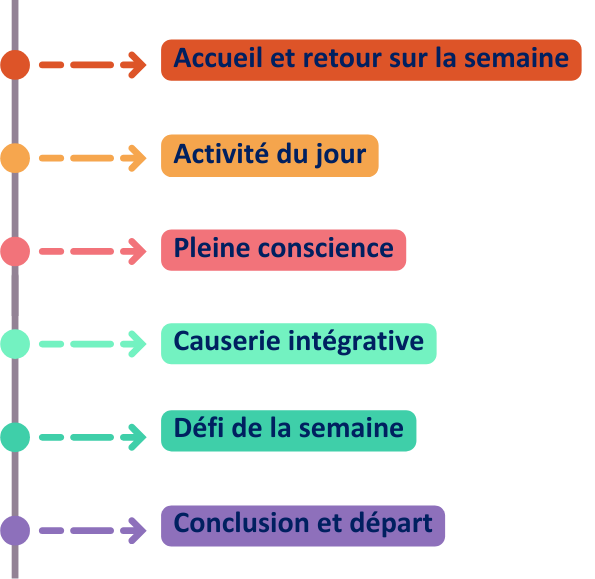 Accueil et retour sur la semaine
Activité du jour
Pleine conscience
Causerie intégrative
Défi de la semaine
Conclusion et départ